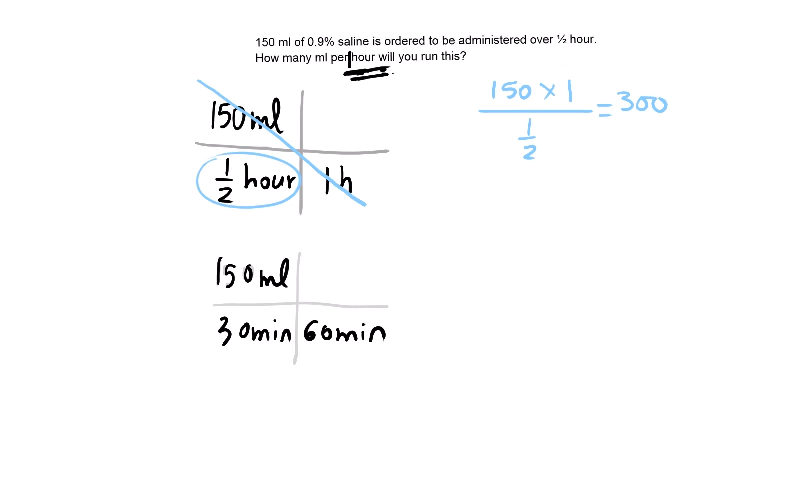 150 ml of 0.9% saline is ordered to be administered over ½ hour.
How many ml per 1 hour will you run this?
150ml
1/2 hour 1h
150 × 1 / 1/2 = 300
150ml
30min 60min